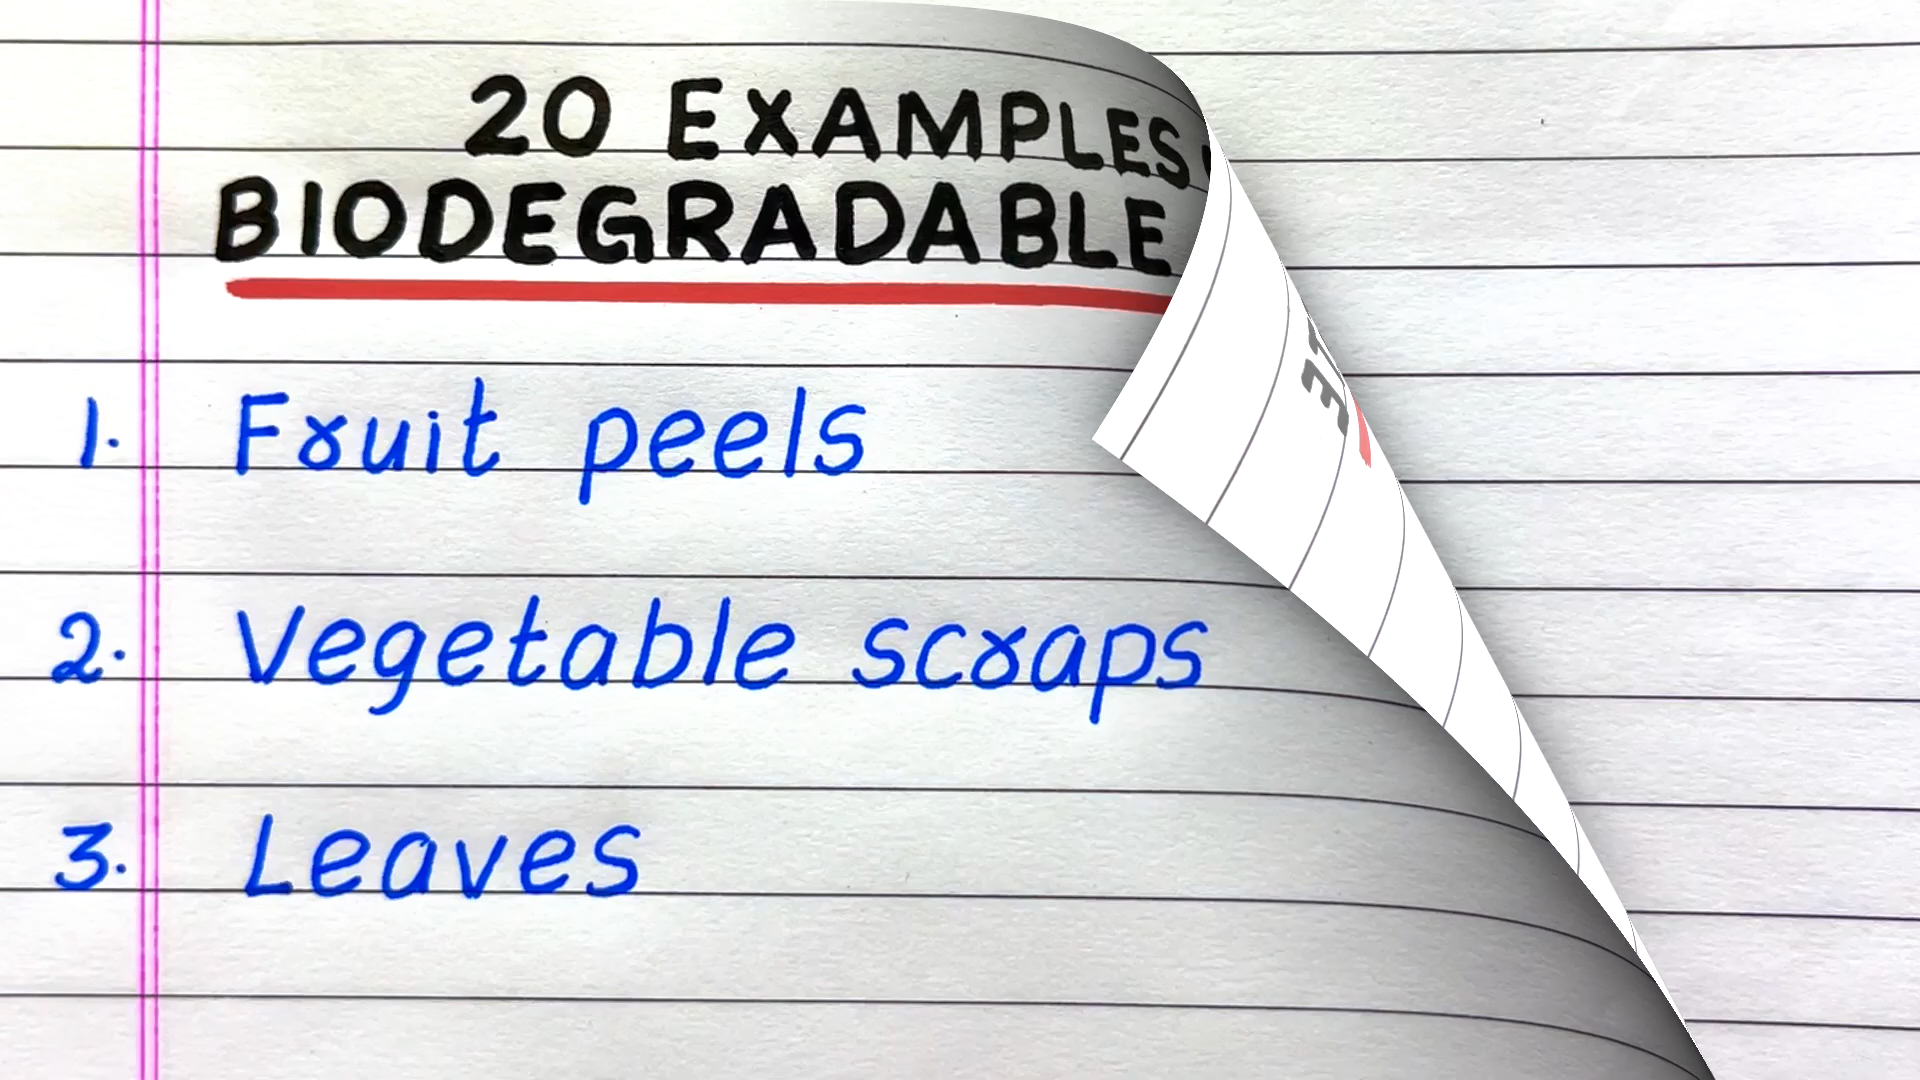 20 EXAMPLES
BIODEGRADABLE
1. Fruit peels
2. Vegetable scraps
3. Leaves